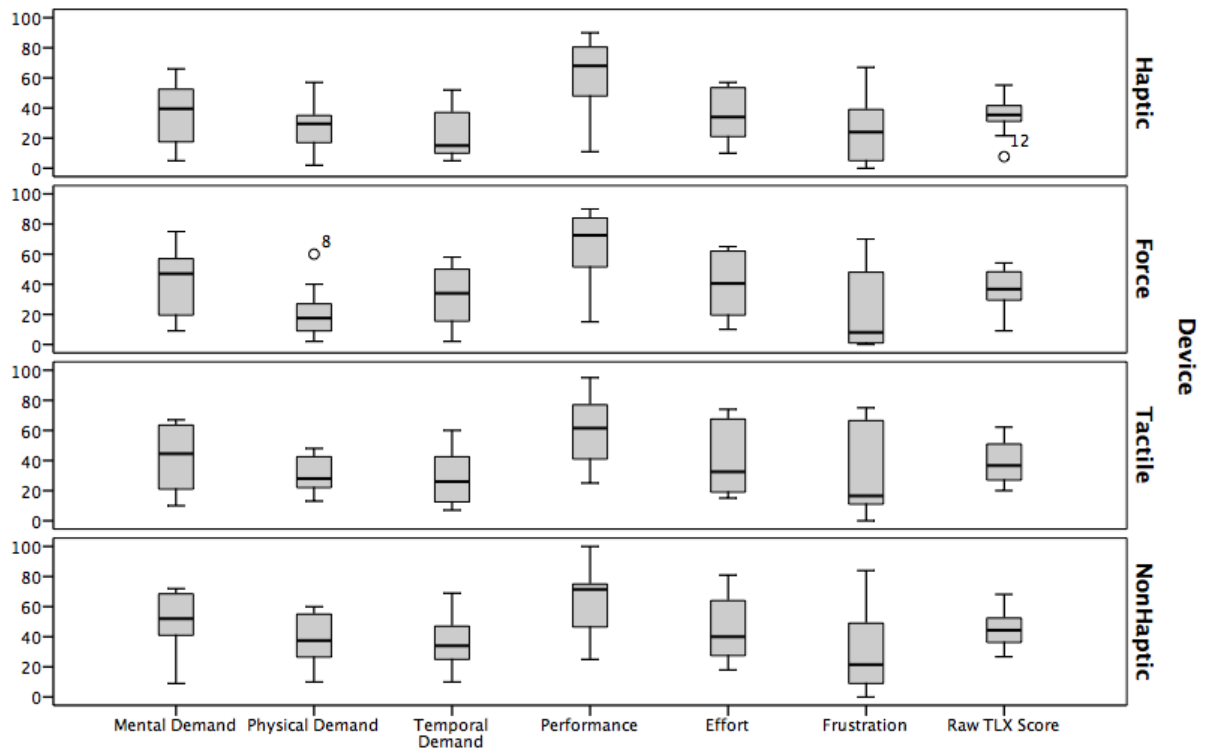 100
80
60
40
20
0
12
Haptic
100
80
60
40
20
0
8
Force
100
80
60
40
20
0
Tactile
100
80
60
40
20
0
NonHaptic
Device
Mental Demand
Physical Demand
Temporal
Demand
Performance
Effort
Frustration
Raw TLX Score